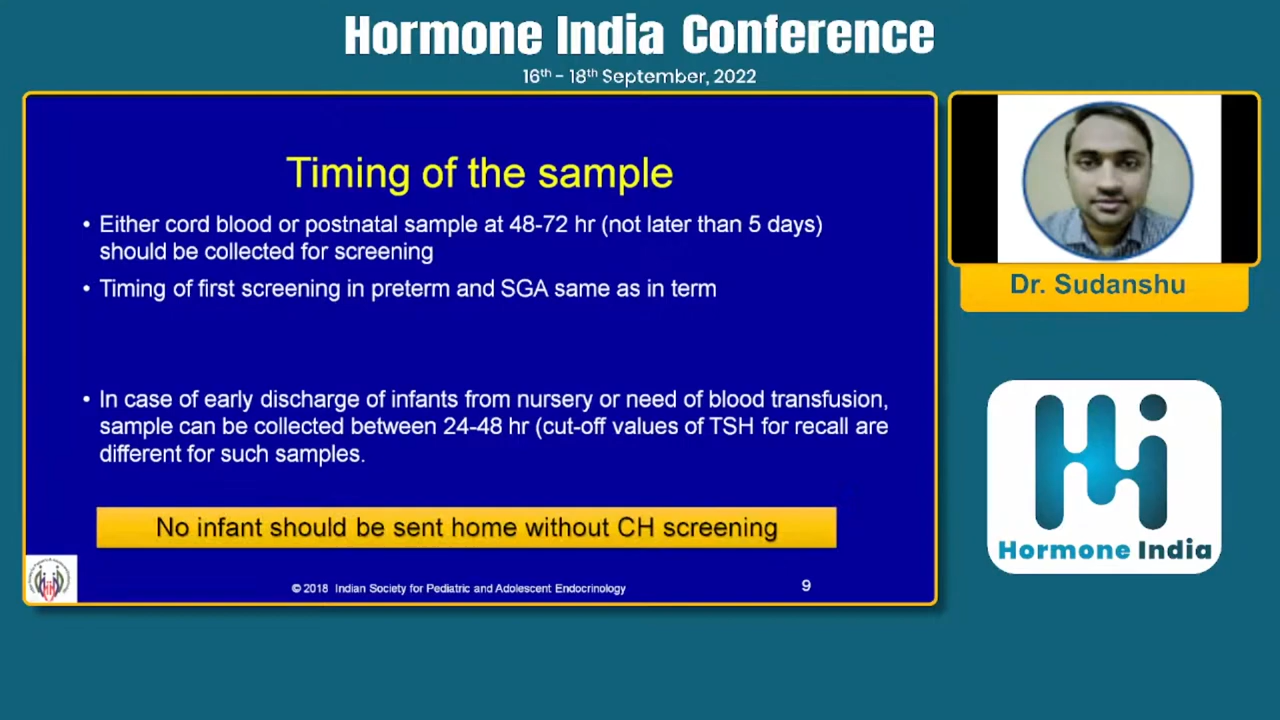 Hormone India Conference
16th - 18th September, 2022
Timing of the sample
• Either cord blood or postnatal sample at 48-72 hr (not later than 5 days)
should be collected for screening
• Timing of first screening in preterm and SGA same as in term
• In case of early discharge of infants from nursery or need of blood transfusion,
sample can be collected between 24-48 hr (cut-off values of TSH for recall are
different for such samples.
No infant should be sent home without CH screening
© 2018 Indian Society for Pediatric and Adolescent Endocrinology
9
Dr. Sudanshu
Hormone India